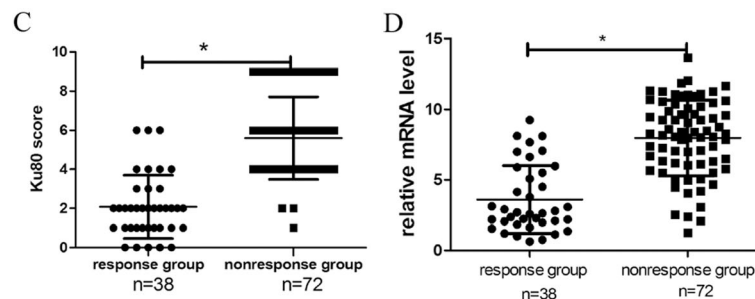 C
*
Ku80 score
10
8
6
4
2
0
response group
nonresponse group
n=38
n=72
D
*
relative mRNA level
15
10
5
0
response group
nonresponse group
n=38
n=72